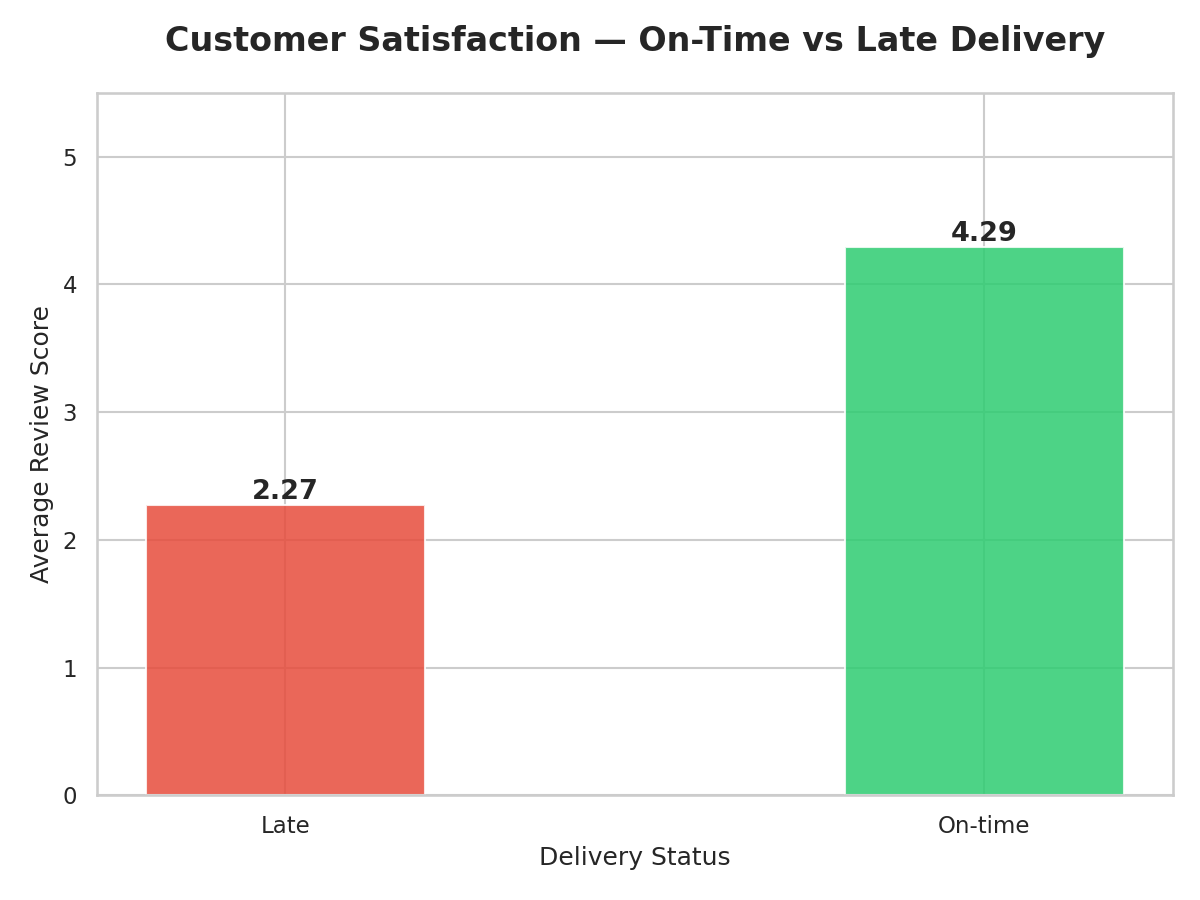 Customer Satisfaction — On-Time vs Late Delivery
Average Review Score
5
4
3
2
1
0
2.27
4.29
Late
On-time
Delivery Status